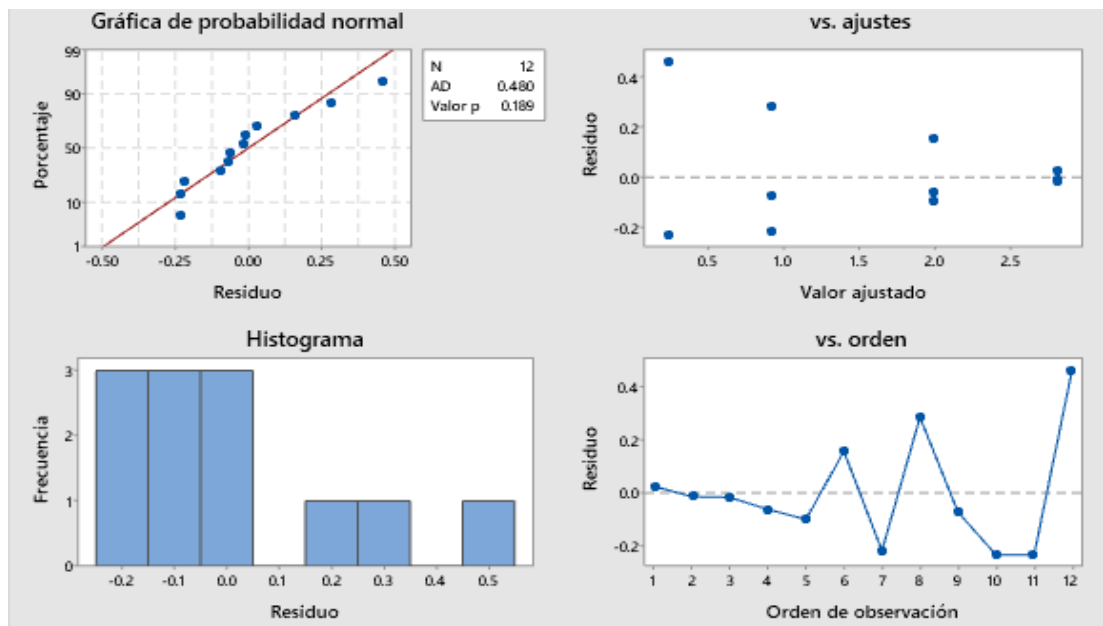 Gráfica de probabilidad normal
99
90
50
10
1
Porcentaje
-0.50 -0.25 0.00 0.25 0.50
Residuo
N 12
AD 0.480
Valor p 0.189
vs. ajustes
0.4
0.2
0.0
-0.2
Residuo
0.5 1.0 1.5 2.0 2.5
Valor ajustado
Histograma
3
2
1
0
Frecuencia
-0.2 -0.1 0.0 0.1 0.2 0.3 0.4 0.5
Residuo
vs. orden
0.4
0.2
0.0
-0.2
Residuo
1 2 3 4 5 6 7 8 9 10 11 12
Orden de observación